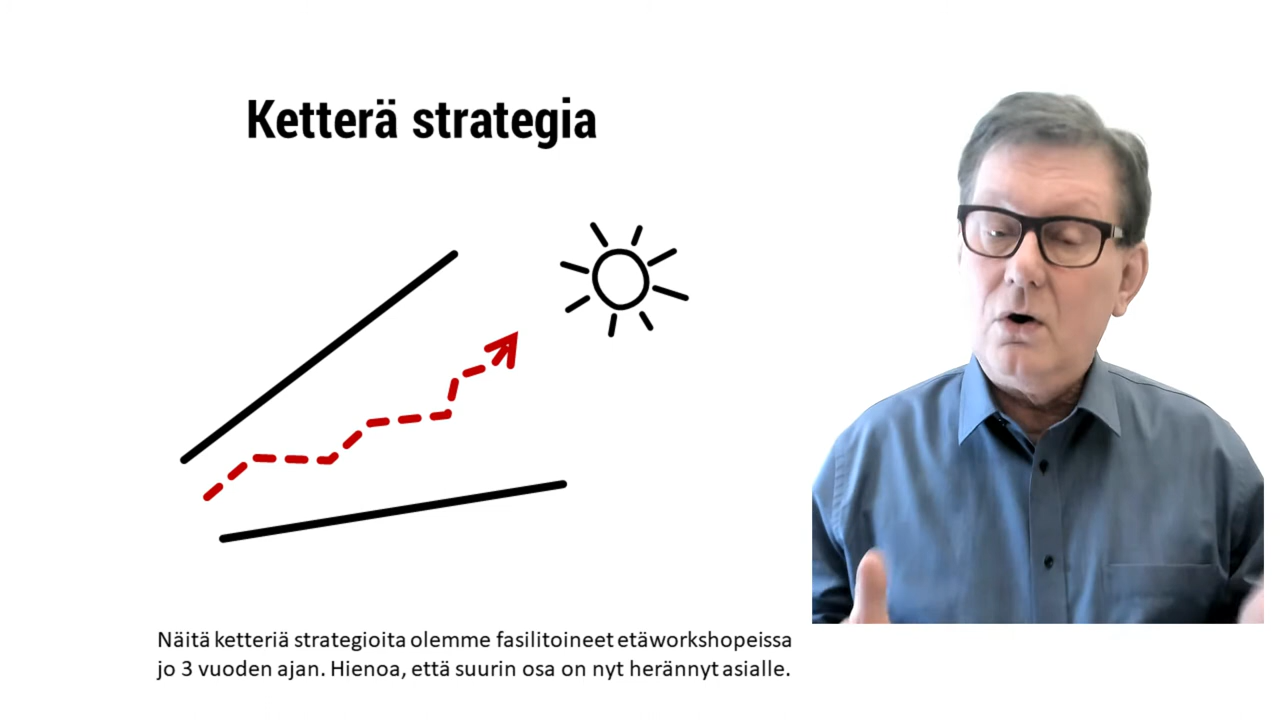 Ketterä strategia
Näitä ketteriä strategioita olemme fasilitoineet etäworkshopeissa
jo 3 vuoden ajan. Hienoa, että suurin osa on nyt herännyt asialle.